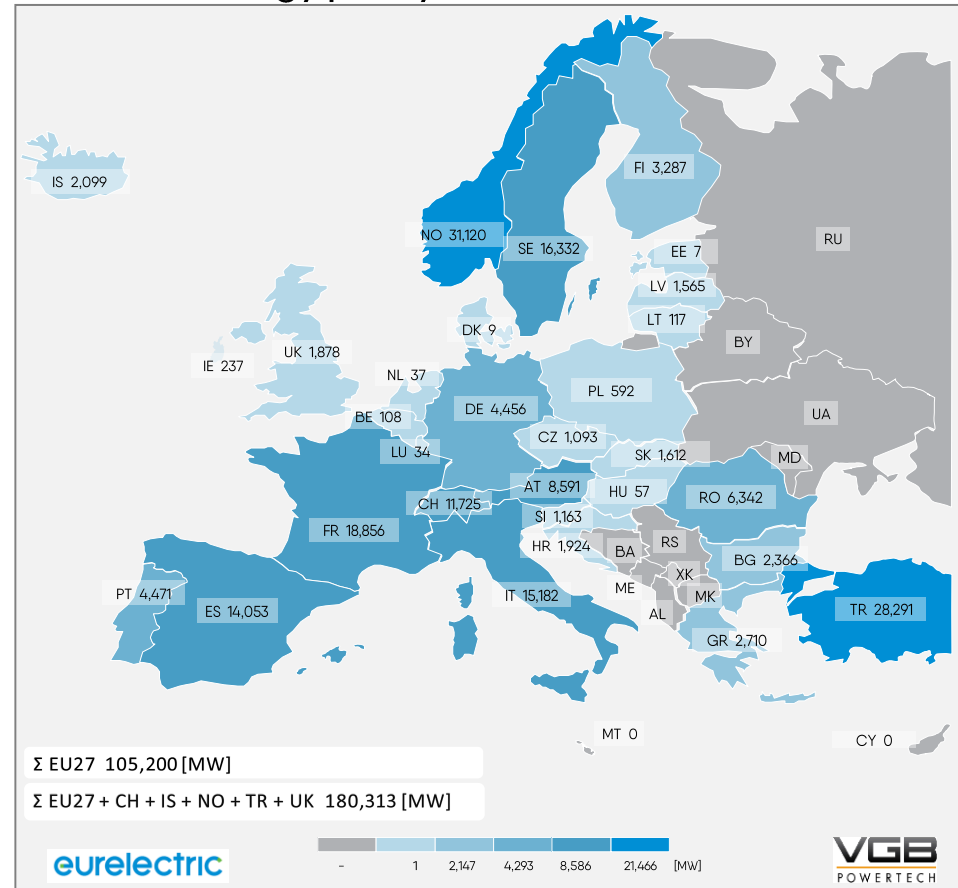 IS 2,099
FI 3,287
NO 31,120
SE 16,332
RU
EE 7
LV 1,565
LT 117
DK 9
BY
IE 237
UK 1,878
NL 37
PL 592
BE 108
DE 4,456
UA
CZ 1,093
LU 34
SK 1,612
MD
AT 8,591
HU 57
RO 6,342
CH 11,725
SI 1,163
FR 18,856
HR 1,924
BA
RS
BG 2,366
XK
ME
MK
PT 4,471
IT 15,182
ES 14,053
AL
TR 28,291
GR 2,710
MT 0
CY 0
Σ EU27 105,200 [MW]
Σ EU27 + CH + IS + NO + TR + UK 180,313 [MW]
eurelectric
– 1 2,147 4,293 8,586 21,466 [MW]
VGB
POWERTECH